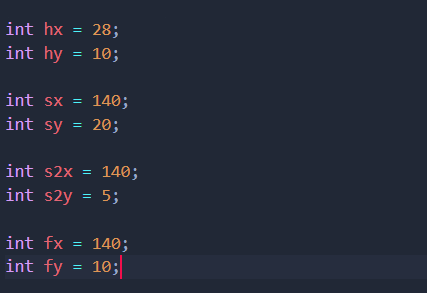 int hx = 28;
int hy = 10;
int sx = 140;
int sy = 20;
int s2x = 140;
int s2y = 5;
int fx = 140;
int fy = 10;